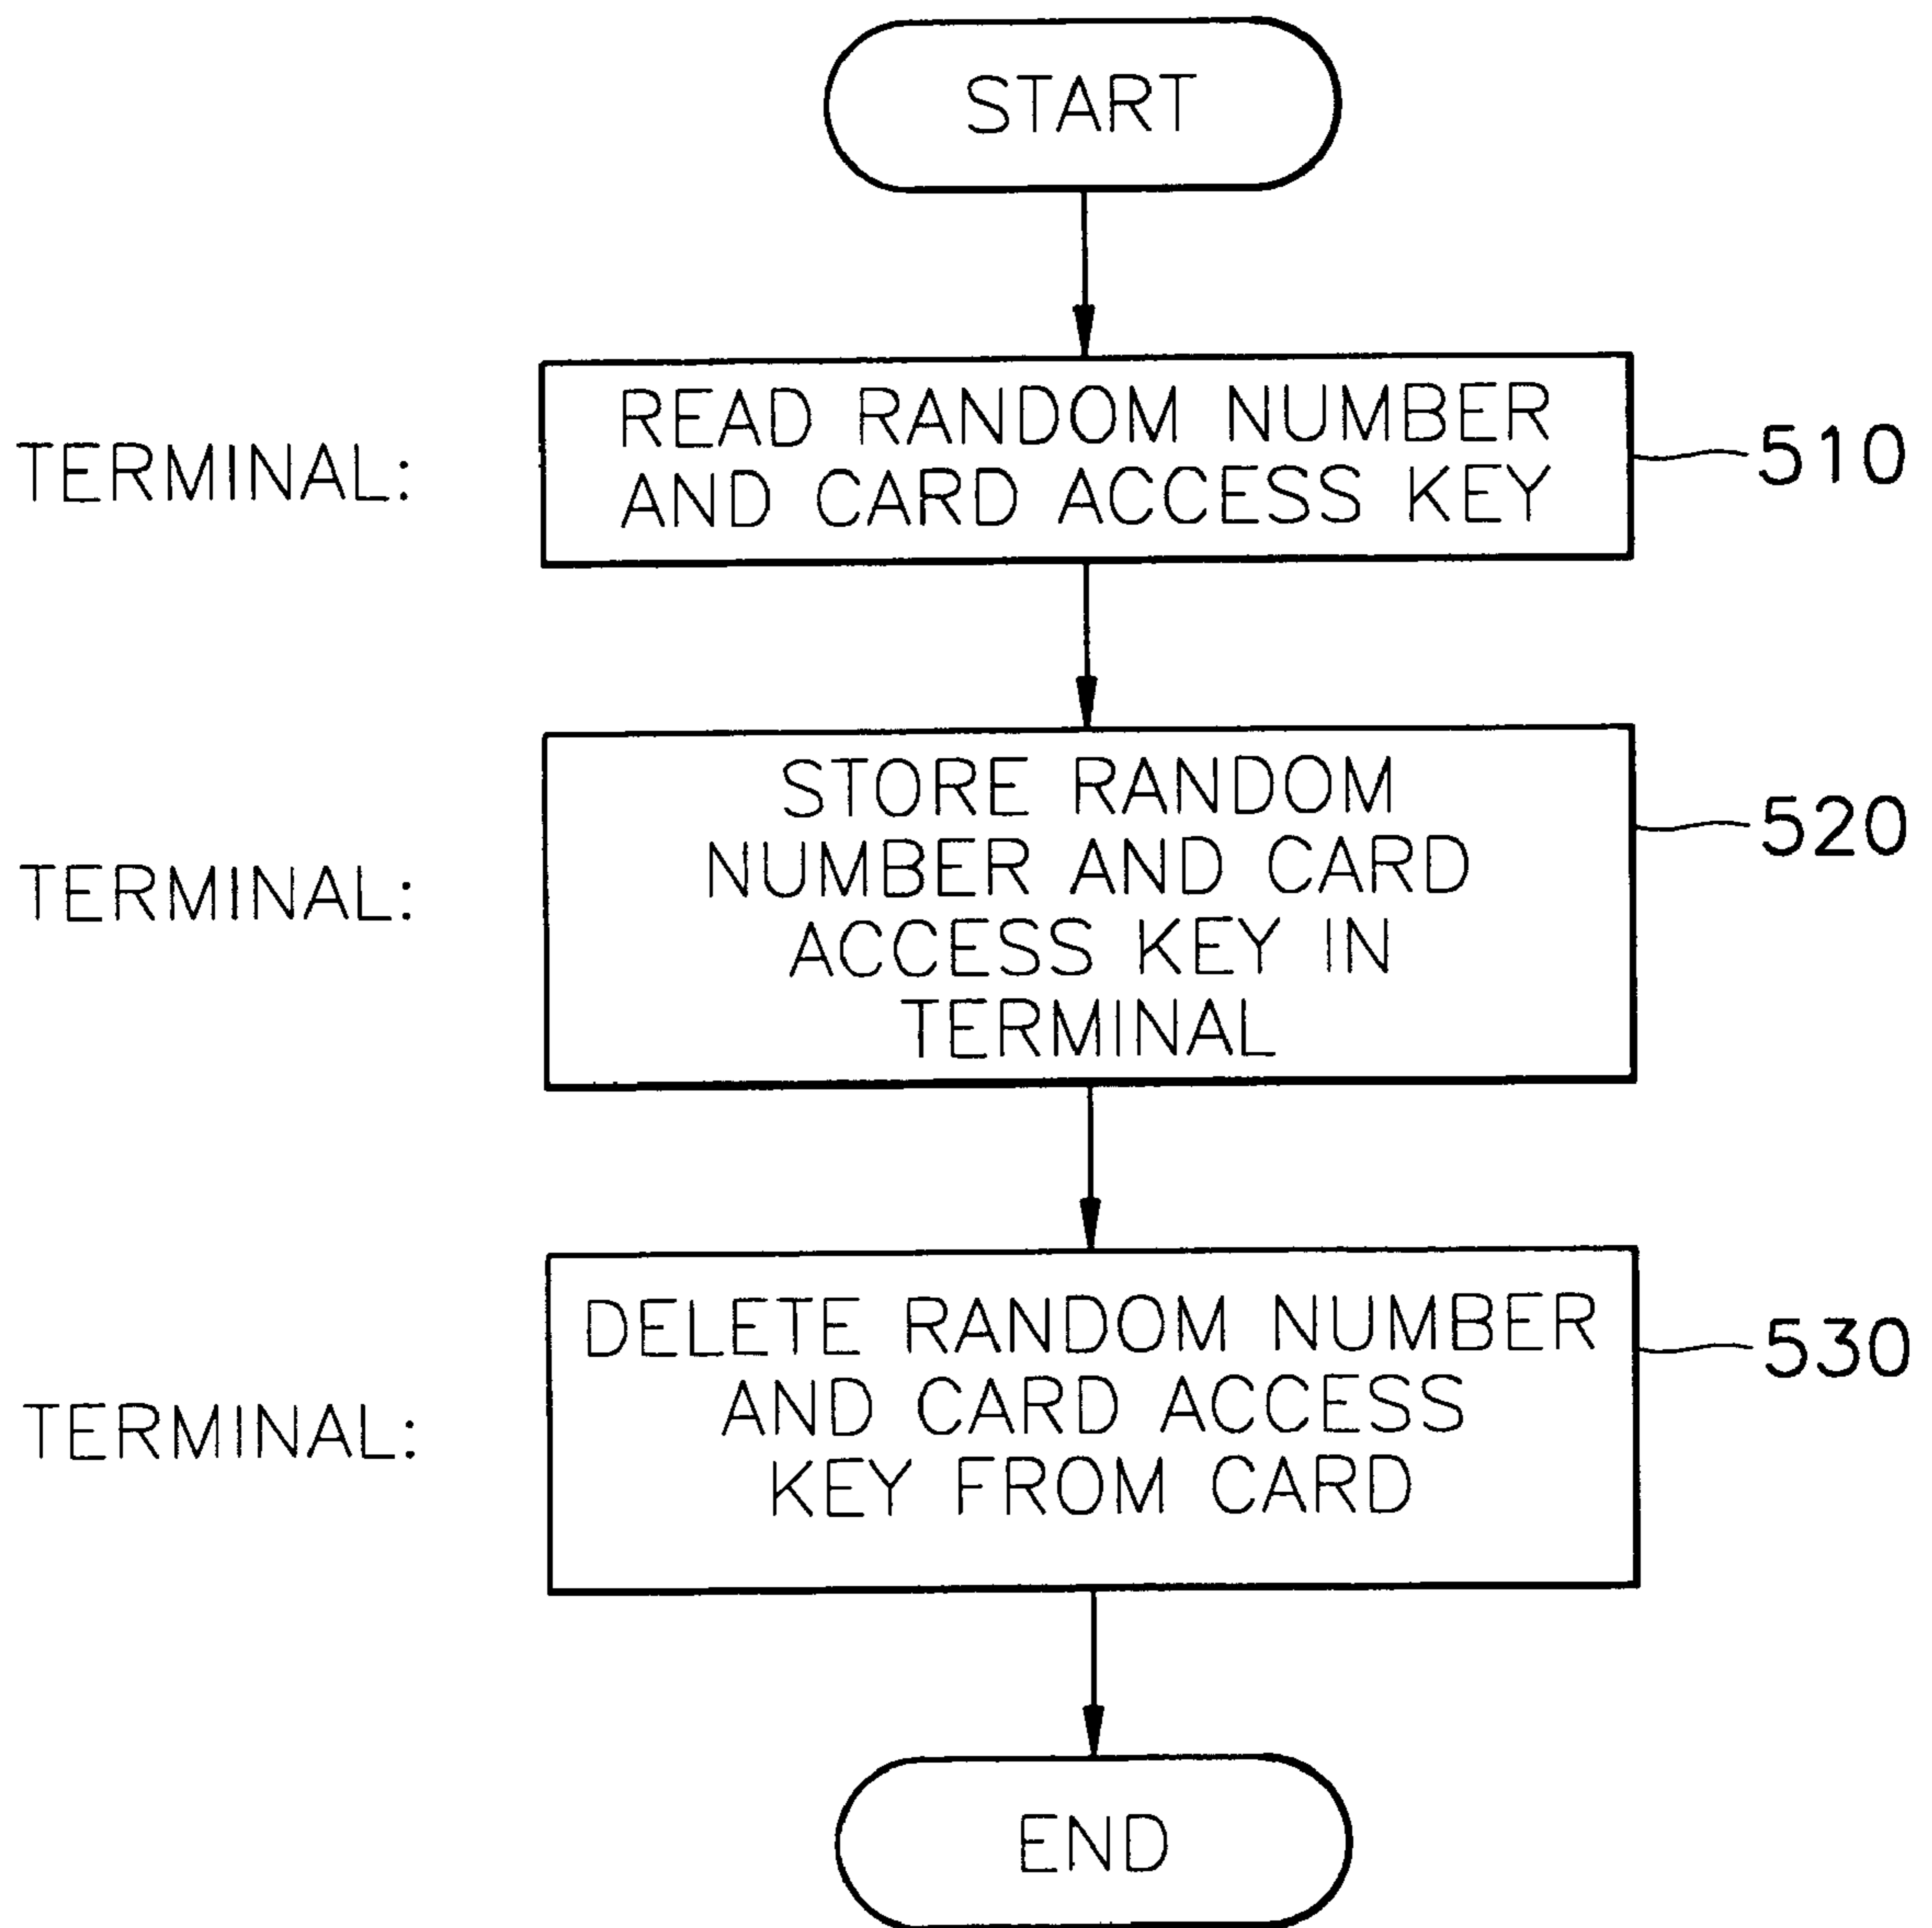 START
READ RANDOM NUMBER
AND CARD ACCESS KEY
TERMINAL:
510
STORE RANDOM
NUMBER AND CARD
ACCESS KEY IN
TERMINAL
TERMINAL:
520
DELETE RANDOM NUMBER
AND CARD ACCESS
KEY FROM CARD
TERMINAL:
530
END